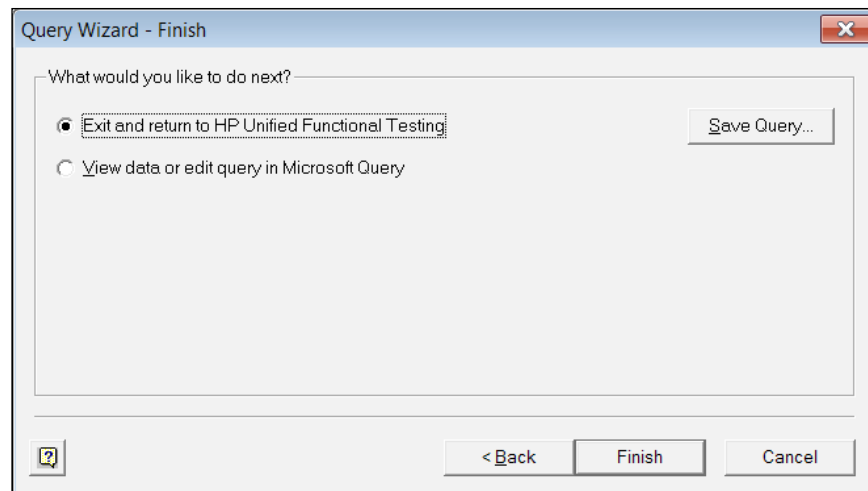 Query Wizard - Finish
What would you like to do next?
Exit and return to HP Unified Functional Testing
Save Query...
View data or edit query in Microsoft Query
< Back
Finish
Cancel